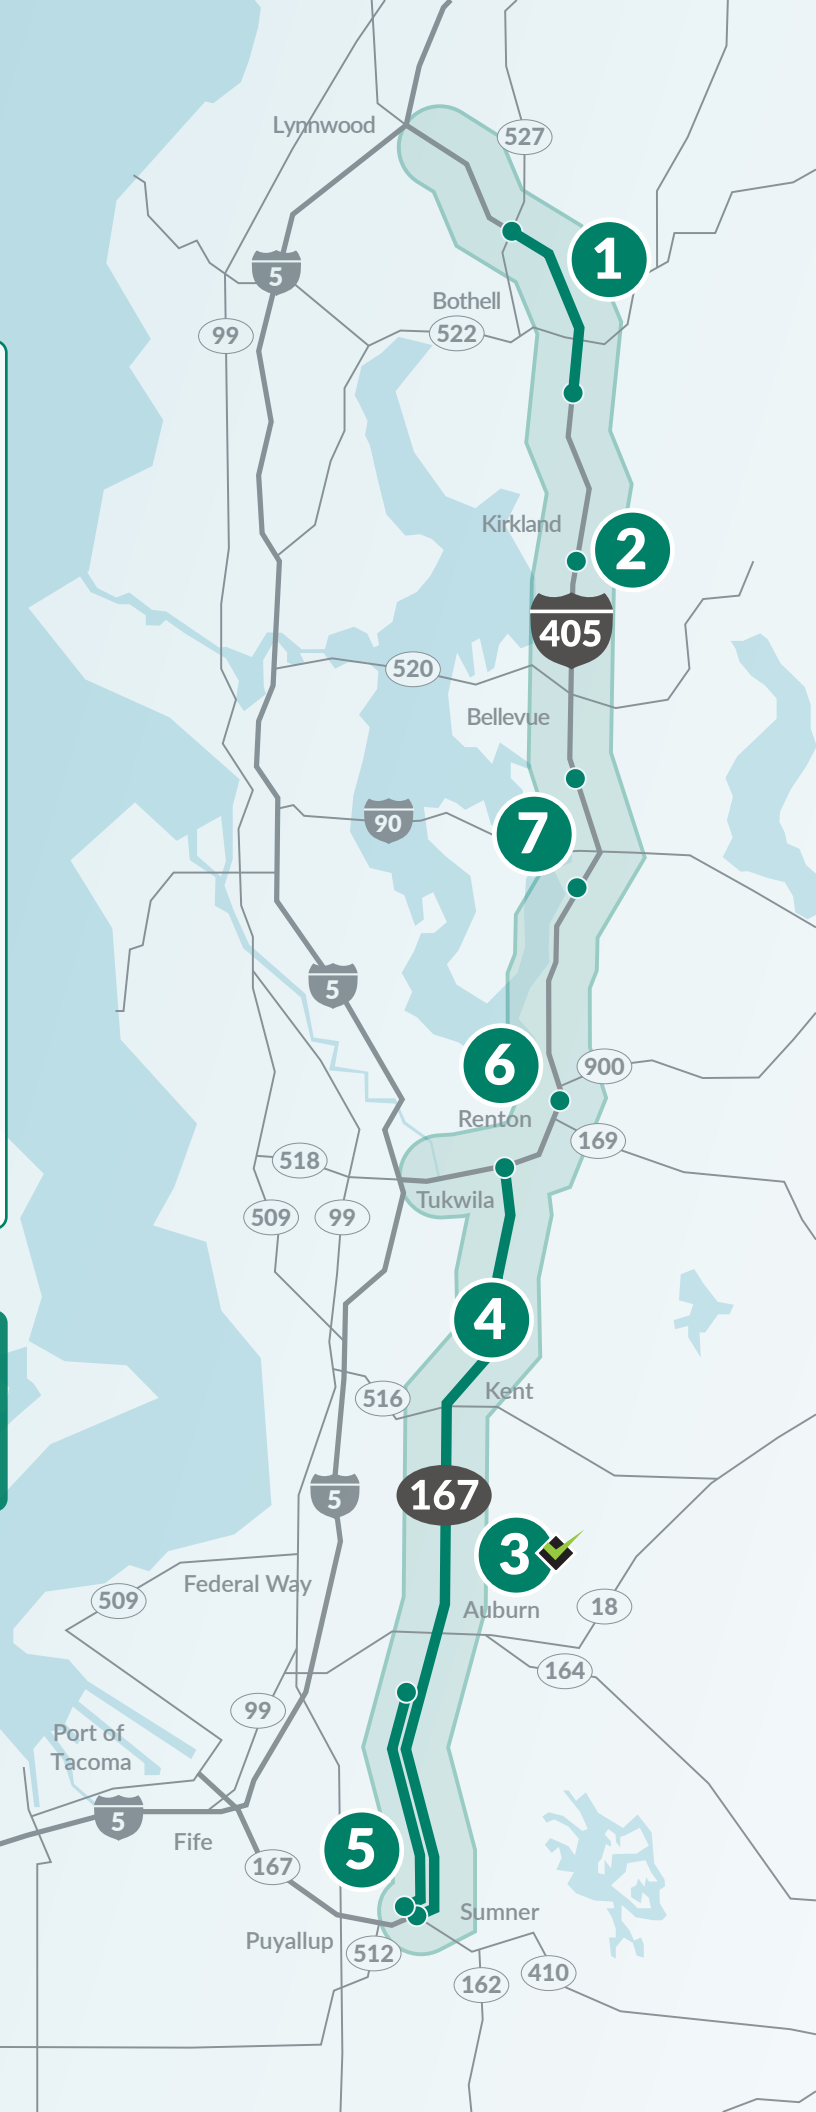 Lynnwood
527
1
5
Bothell
99
522
Kirkland
2
405
520
Bellevue
90
7
5
6
900
Renton
169
518
Tukwila
509
99
4
516
Kent
5
167
3
Federal Way
509
Auburn
18
164
99
Port of
Tacoma
5
Fife
5
167
Sumner
Puyallup
512
162
410